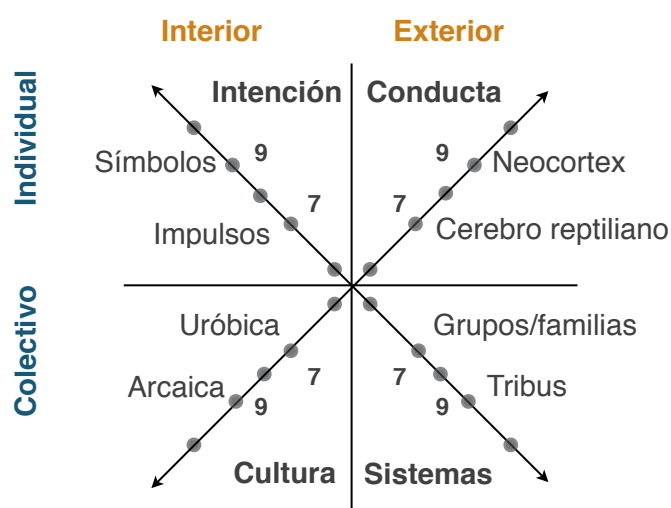 Interior
Exterior
Individual
Intención
Conducta
9
9
Símbolos
Neocortex
7
7
Impulsos
Cerebro reptiliano
Colectivo
Uróbica
Grupos/familias
7
7
Arcaica
Tribus
9
9
Cultura
Sistemas